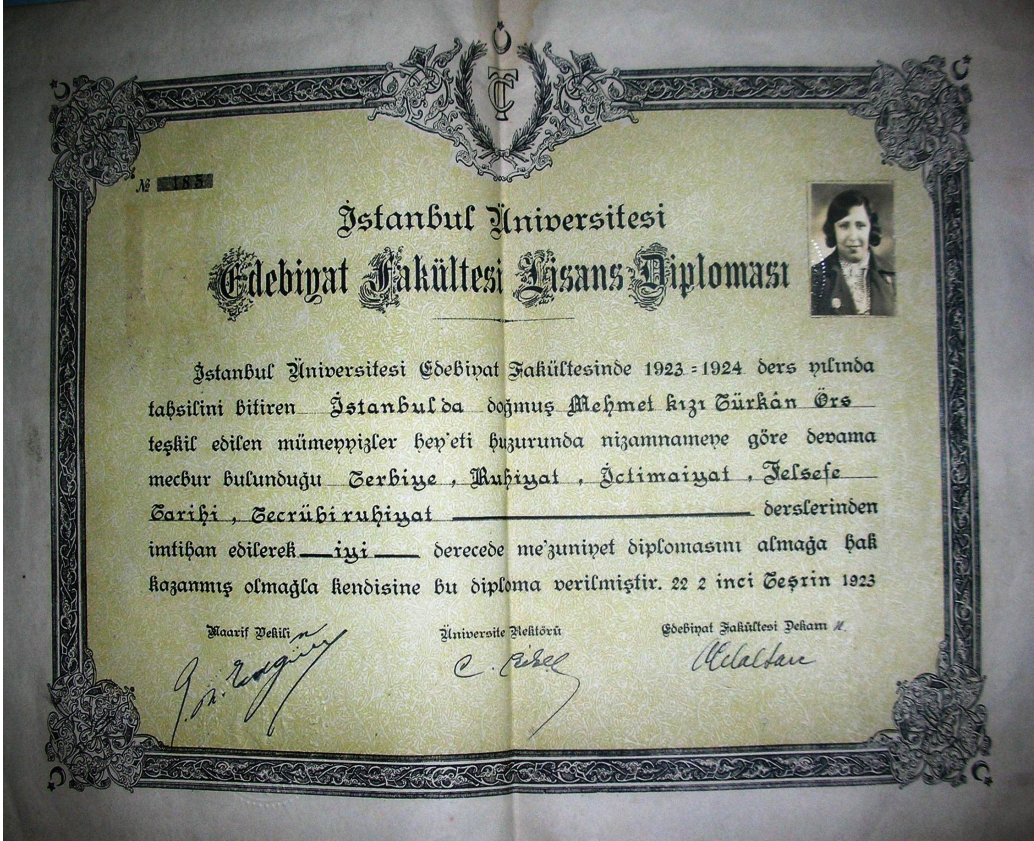 TC
№ 185
İstanbul Üniversitesi
Edebiyat Fakültesi Lisans Diploması
İstanbul Üniversitesi Edebiyat Fakültesinde 1923=1924 ders yılında
tahsilini bitiren İstanbul'da doğmuş Mehmet kızı Türkân Örs
teşkil edilen mümeyyizler hey'eti huzurunda nizamnameye göre devama
mecbur bulunduğu Terbiye, Ruhiyat, İctimaiyat, Felsefe
Tarihi, Tecrübi ruhiyat derslerinden
imtihan edilerek iyi derecede me'zuniyet diplomasını almağa hak
kazanmış olmağla kendisine bu diploma verilmiştir. 22 2 inci Teşrin 1923
Maarif Vekili n Üniversite Rektörü Edebiyat Fakültesi Dekanı